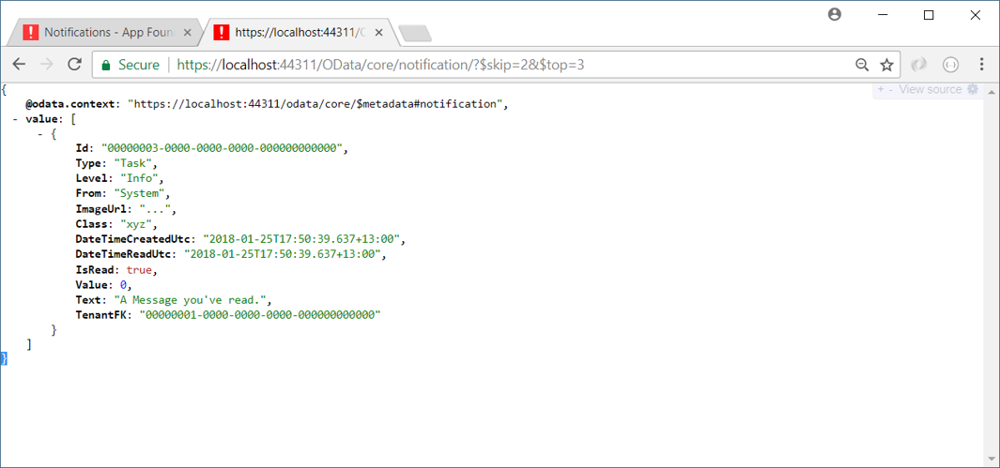 Notifications - App Foun
https://localhost:44311/O
Secure
https://localhost:44311/OData/core/notification/?$skip=2&$top=3
+ - View source
{
@odata.context: "https://localhost:44311/odata/core/$metadata#notification",
- value: [
- {
Id: "00000003-0000-0000-0000-000000000000",
Type: "Task",
Level: "Info",
From: "System",
ImageUrl: "...",
Class: "xyz",
DateTimeCreatedUtc: "2018-01-25T17:50:39.637+13:00",
DateTimeReadUtc: "2018-01-25T17:50:39.637+13:00",
IsRead: true,
Value: 0,
Text: "A Message you've read.",
TenantFK: "00000001-0000-0000-0000-000000000000"
}
]
}